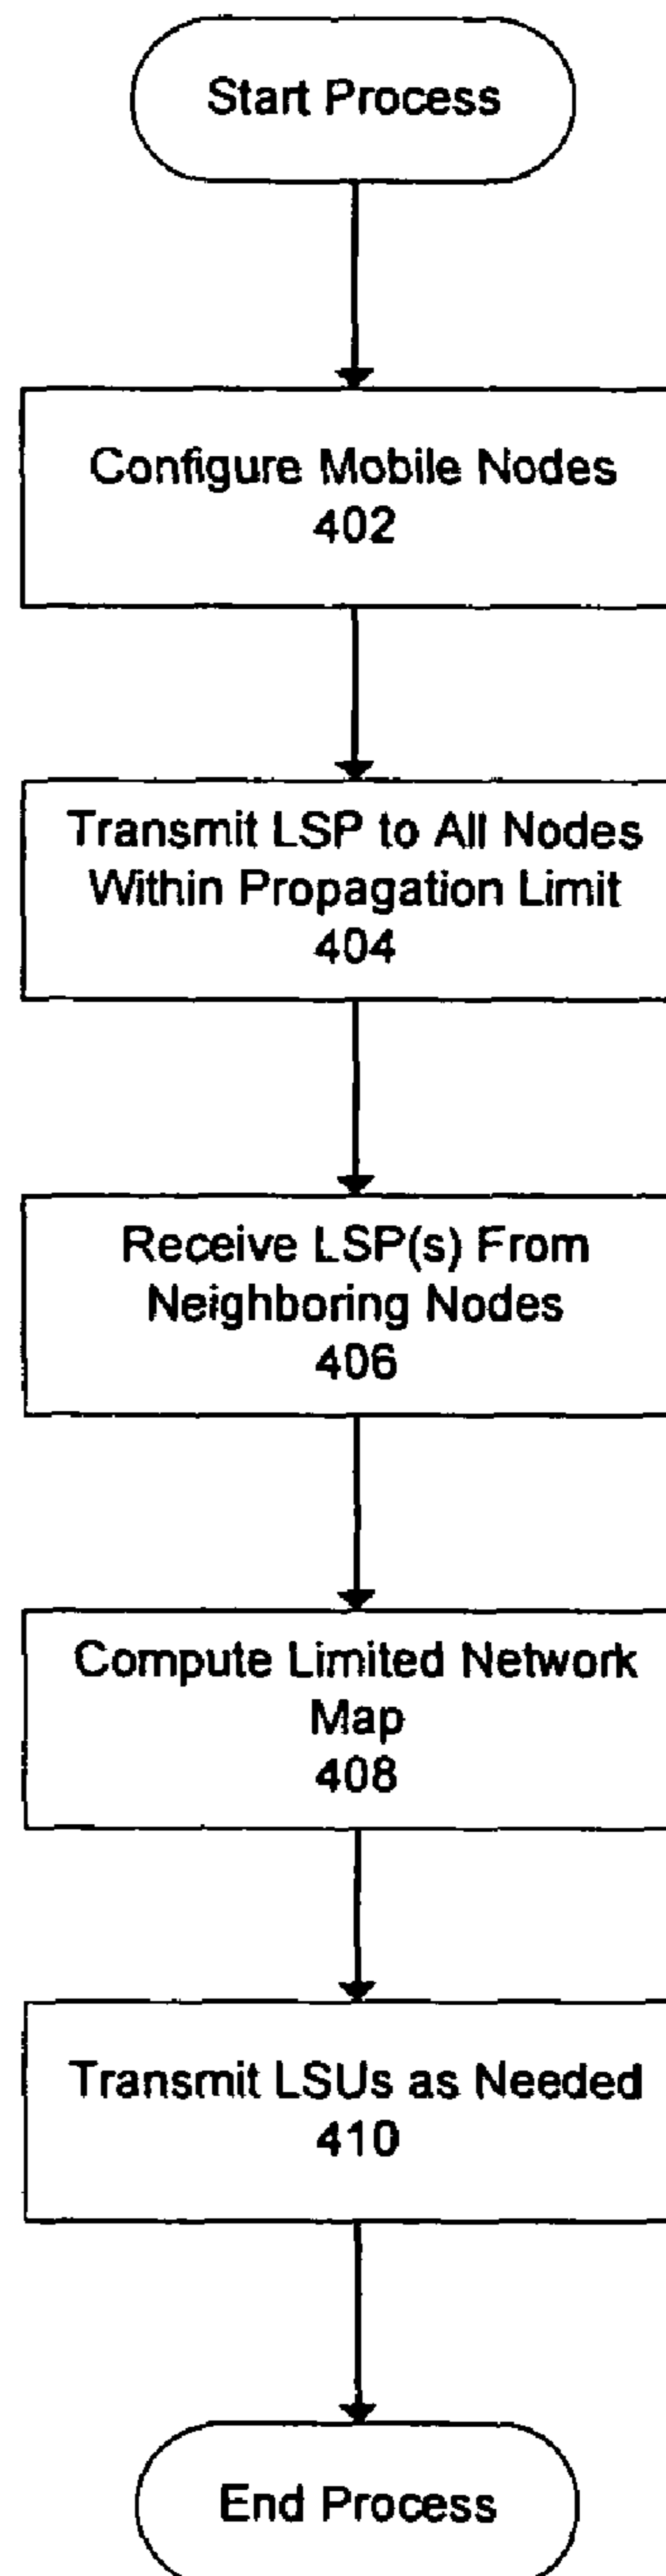 Start Process
Configure Mobile Nodes
402
Transmit LSP to All Nodes
Within Propagation Limit
404
Receive LSP(s) From
Neighboring Nodes
406
Compute Limited Network
Map
408
Transmit LSUs as Needed
410
End Process